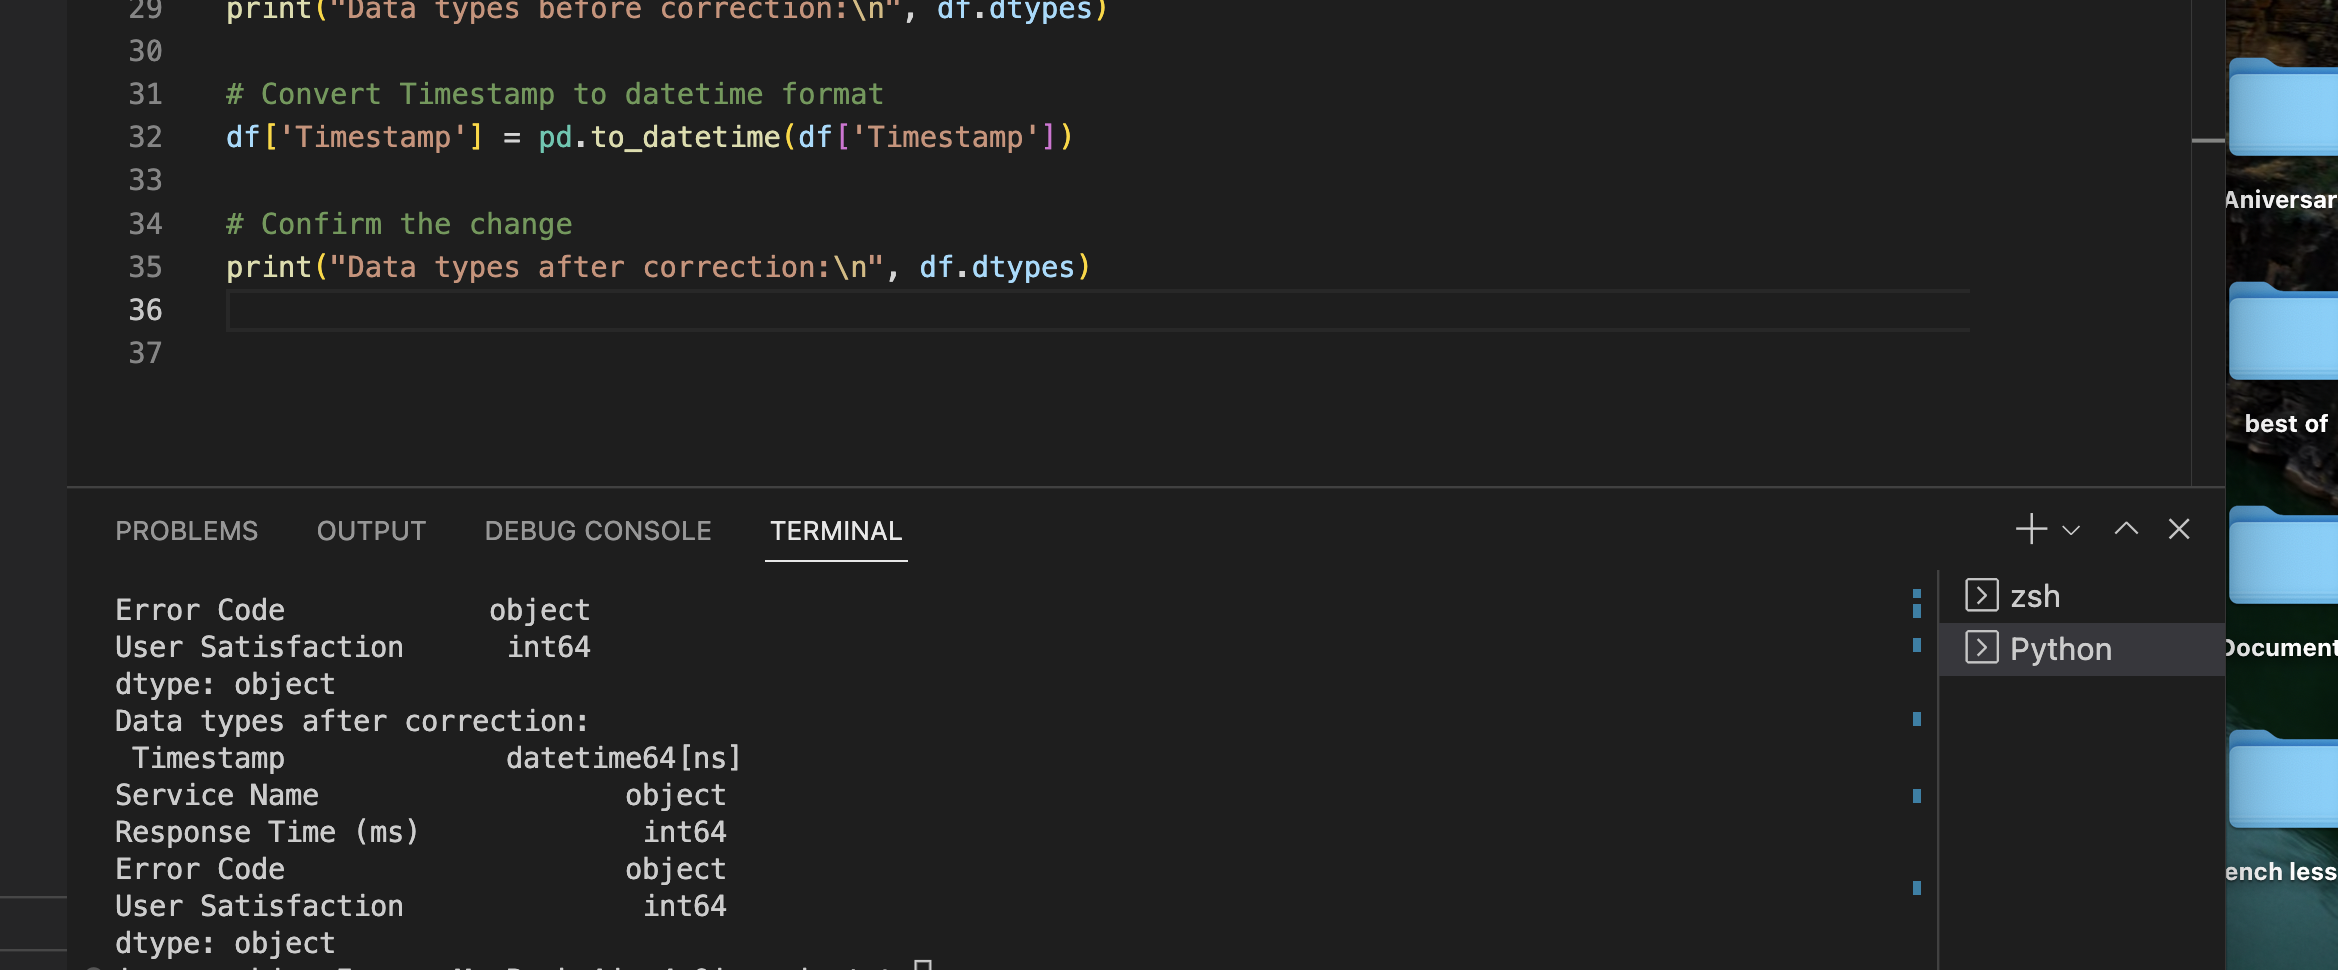 29 print("Data types before correction:\n", df.dtypes)
30
31 # Convert Timestamp to datetime format
32 df['Timestamp'] = pd.to_datetime(df['Timestamp'])
33
34 # Confirm the change
35 print("Data types after correction:\n", df.dtypes)
36
37
PROBLEMS OUTPUT DEBUG CONSOLE TERMINAL
Error Code object
User Satisfaction int64
dtype: object
Data types after correction:
Timestamp datetime64[ns]
Service Name object
Response Time (ms) int64
Error Code object
User Satisfaction int64
dtype: object
zsh
Python
Aniversar
best of
Document
ench less